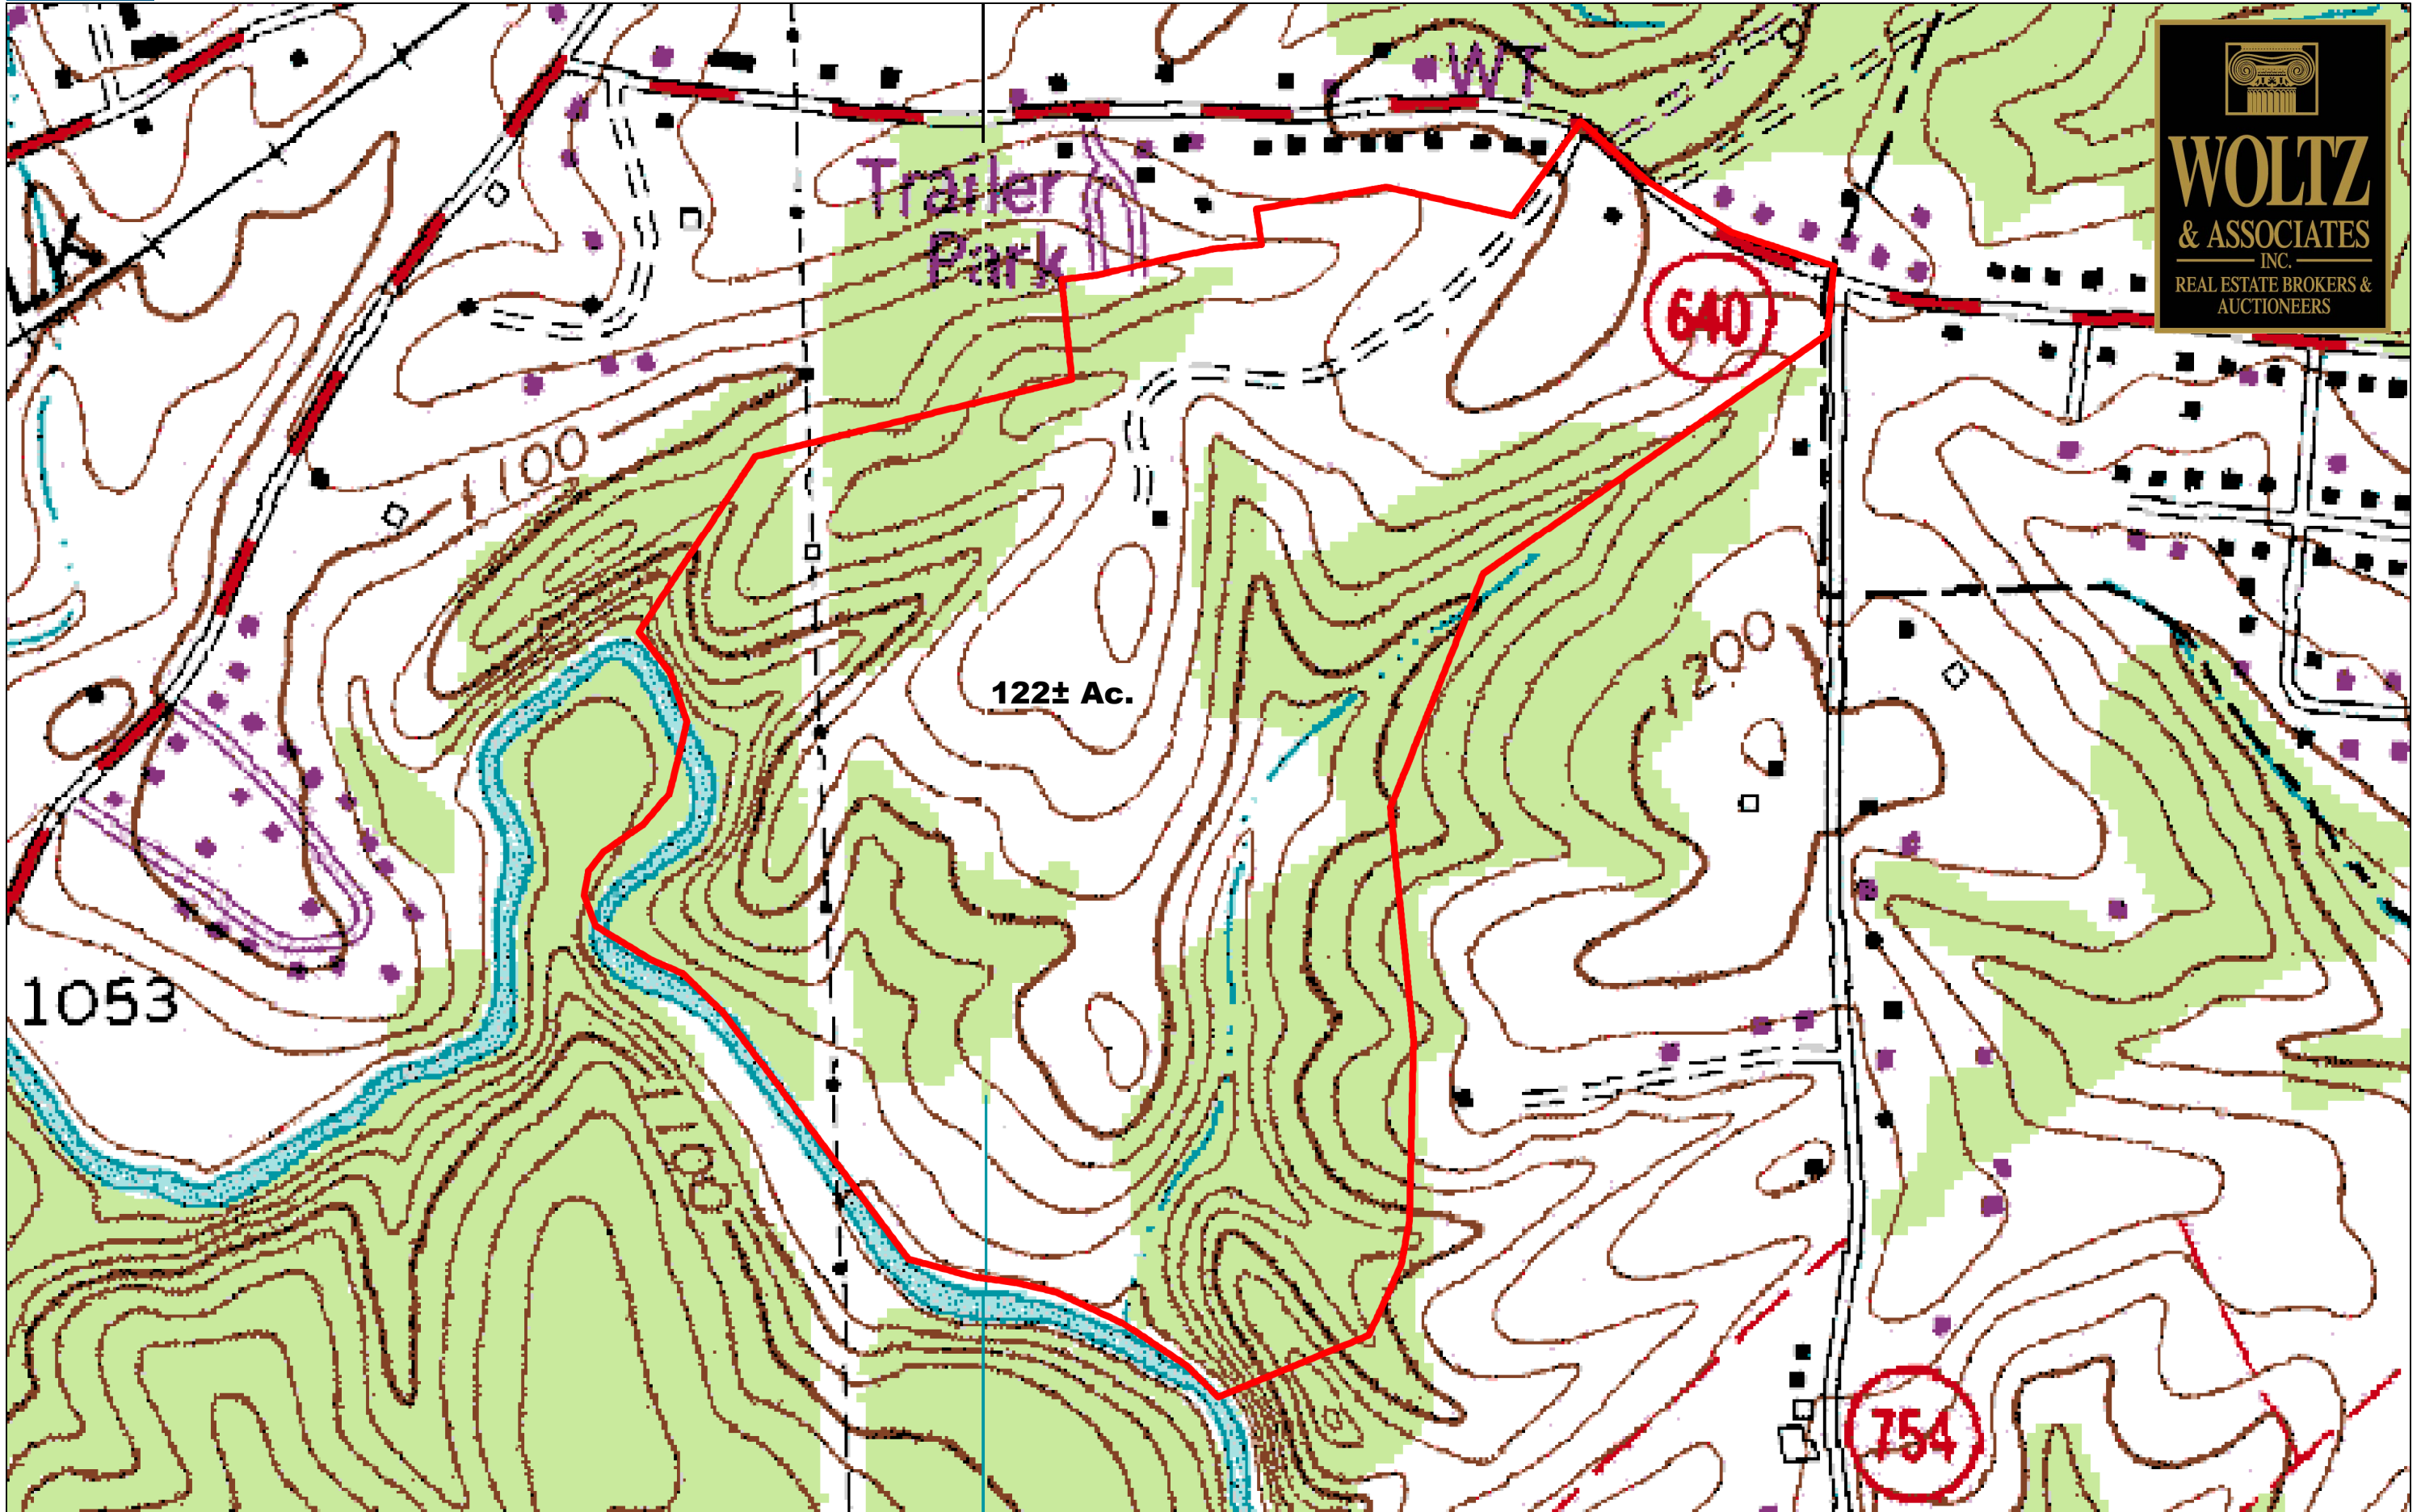 WT
WOLTZ
& ASSOCIATES
INC.
REAL ESTATE BROKERS &
AUCTIONEERS
Trailer
Park
640
1100
1200
122± Ac.
1053
1100
754